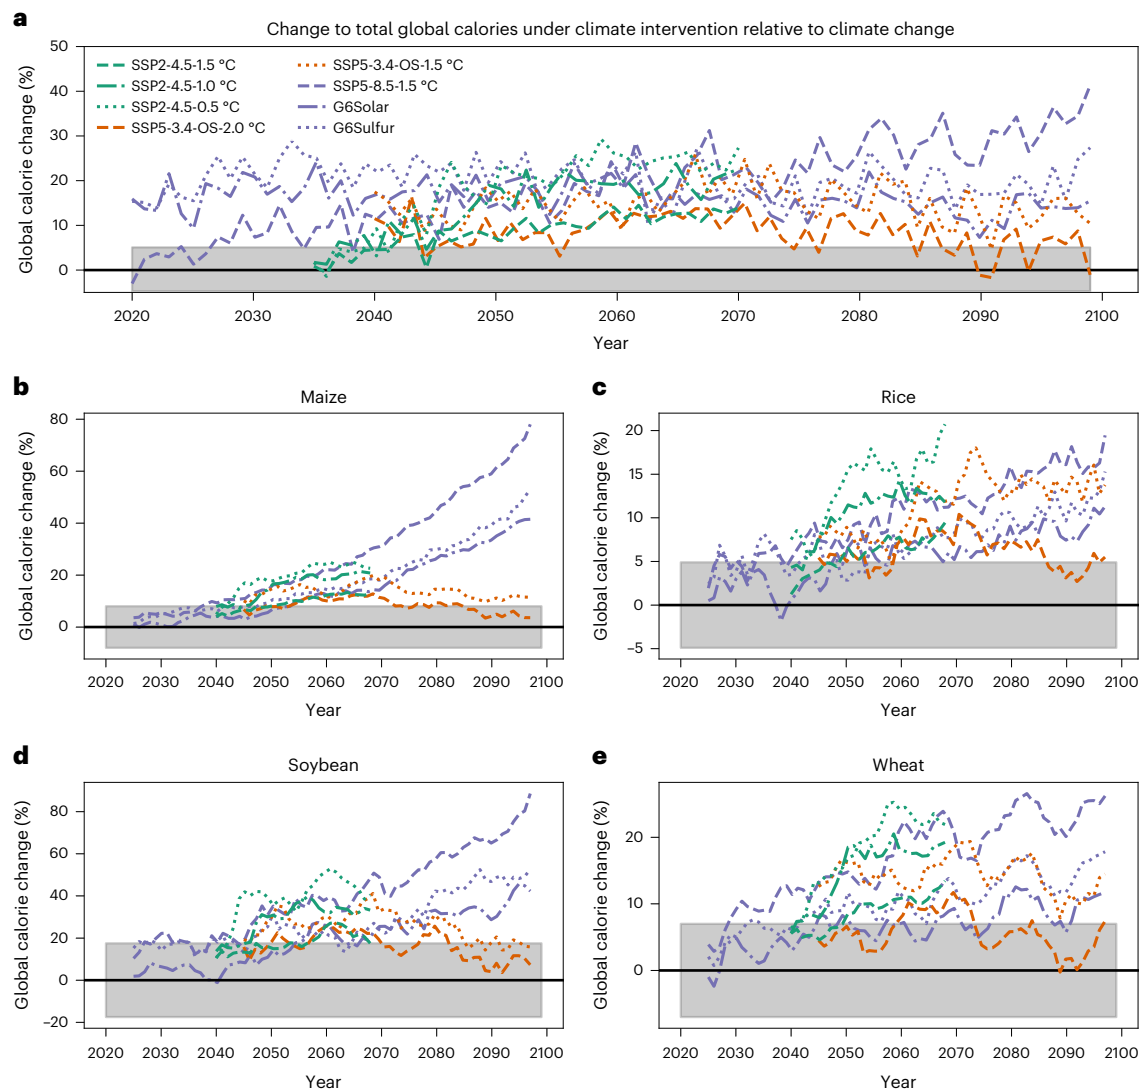 a
Change to total global calories under climate intervention relative to climate change
Global calorie change (%)
50
40
30
20
10
0
SSP2-4.5-1.5 °C
SSP2-4.5-1.0 °C
SSP2-4.5-0.5 °C
SSP5-3.4-OS-2.0 °C
SSP5-3.4-OS-1.5 °C
SSP5-8.5-1.5 °C
G6Solar
G6Sulfur
2020 2030 2040 2050 2060 2070 2080 2090 2100
Year
b
Maize
Global calorie change (%)
80
60
40
20
0
2020 2030 2040 2050 2060 2070 2080 2090 2100
Year
c
Rice
Global calorie change (%)
20
15
10
5
0
–5
2020 2030 2040 2050 2060 2070 2080 2090 2100
Year
d
Soybean
Global calorie change (%)
80
60
40
20
0
–20
2020 2030 2040 2050 2060 2070 2080 2090 2100
Year
e
Wheat
Global calorie change (%)
20
10
0
2020 2030 2040 2050 2060 2070 2080 2090 2100
Year